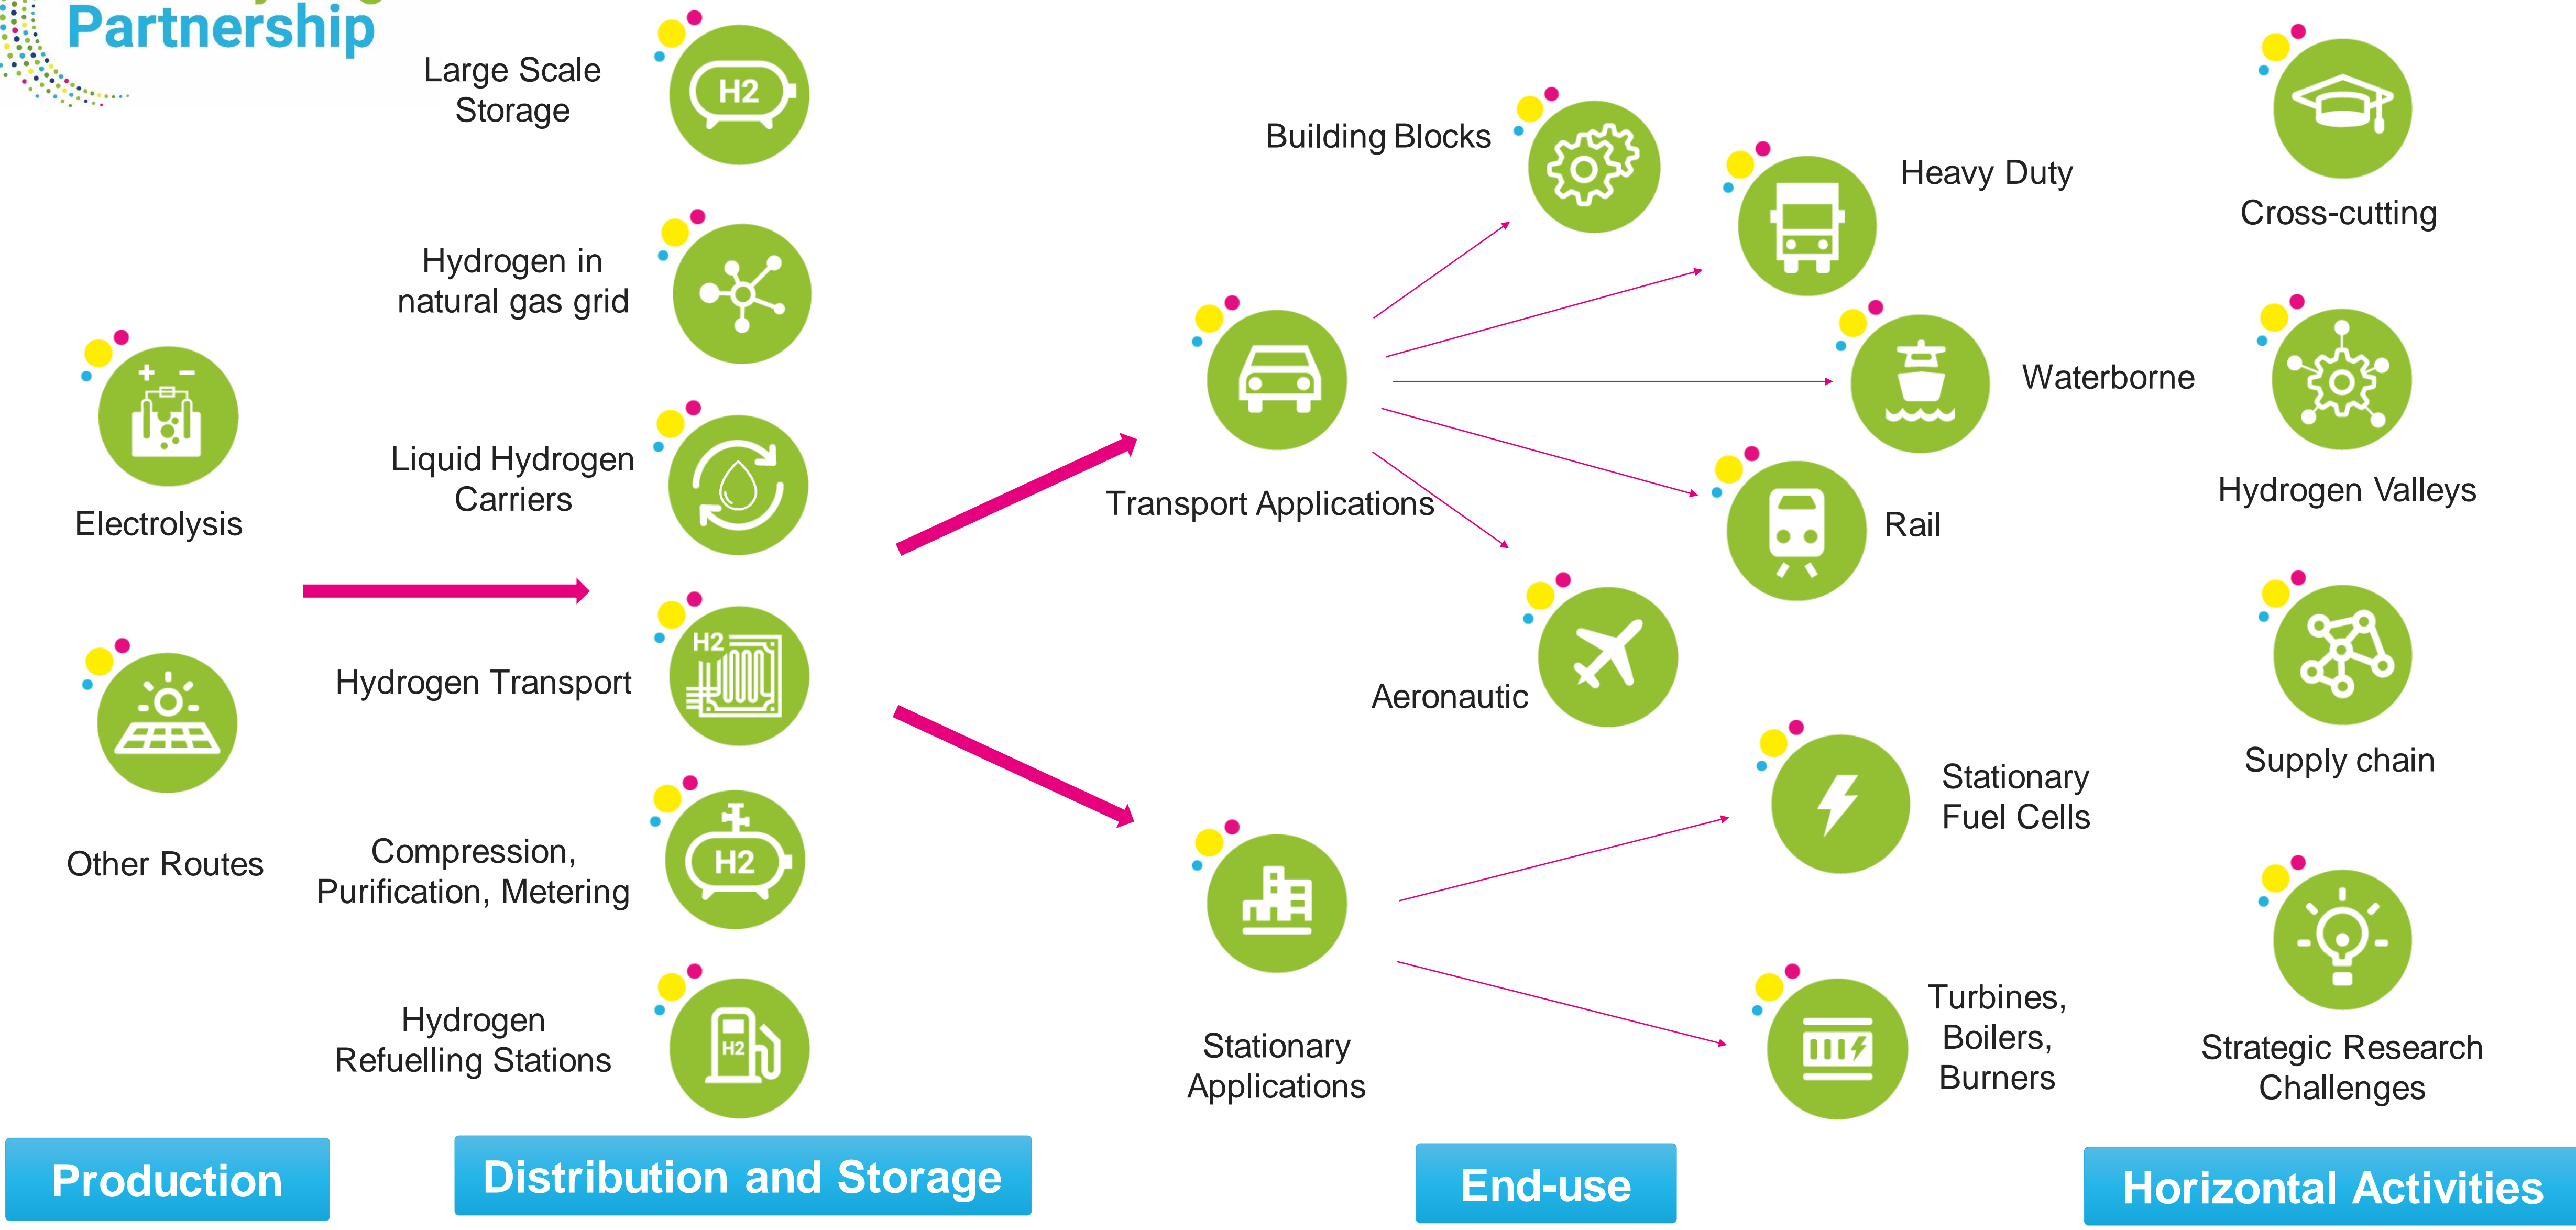 Partnership
Electrolysis
Other Routes
Production
Large Scale
Storage
H2
Hydrogen in
natural gas grid
Liquid Hydrogen
Carriers
Hydrogen Transport
H2
Compression,
Purification, Metering
H2
Hydrogen
Refuelling Stations
H2
Distribution and Storage
Transport Applications
Building Blocks
Heavy Duty
Waterborne
Rail
Aeronautic
Stationary
Applications
Stationary
Fuel Cells
Turbines,
Boilers,
Burners
End-use
Cross-cutting
Hydrogen Valleys
Supply chain
Strategic Research
Challenges
Horizontal Activities